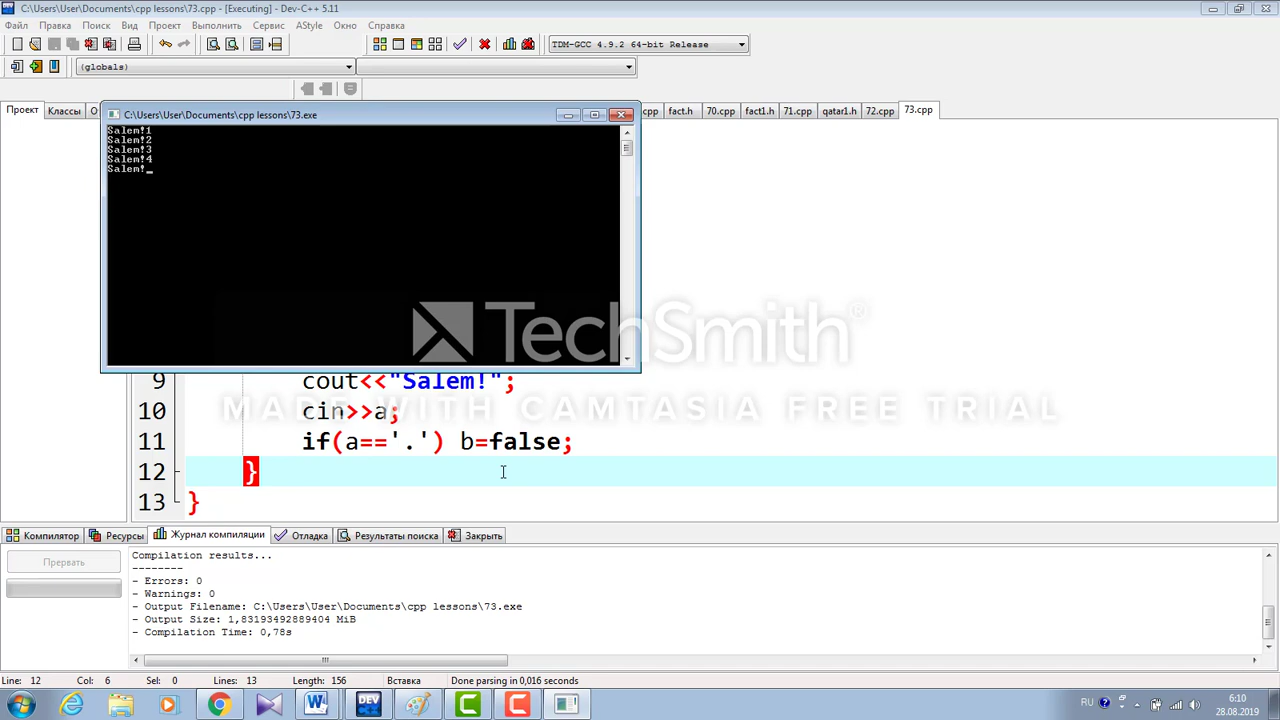 C:\Users\User\Documents\cpp lessons\73.cpp - [Executing] - Dev-C++ 5.11
Файл Правка Поиск Вид Проект Выполнить Сервис AStyle Окно Справка
TDM-GCC 4.9.2 64-bit Release
(globals)
Проект Классы О cpp fact.h 70.cpp fact1.h 71.cpp qatar1.h 72.cpp 73.cpp
C:\Users\User\Documents\cpp lessons\73.exe
Salem!1
Salem!2
Salem!3
Salem!4
Salem!_
TechSmith®
MADE WITH CAMTASIA FREE TRIAL
9 cout<<"Salem!";
10 cin>>a;
11 if(a=='.') b=false;
12 }
13 }
Компилятор Ресурсы Журнал компиляции Отладка Результаты поиска Закрыть
Прервать
Compilation results...
--------
- Errors: 0
- Warnings: 0
- Output Filename: C:\Users\User\Documents\cpp lessons\73.exe
- Output Size: 1,83193492889404 MiB
- Compilation Time: 0,78s
Line: 12 Col: 6 Sel: 0 Lines: 13 Length: 156 Вставка Done parsing in 0,016 seconds
DEV
RU 6:10
28.08.2019